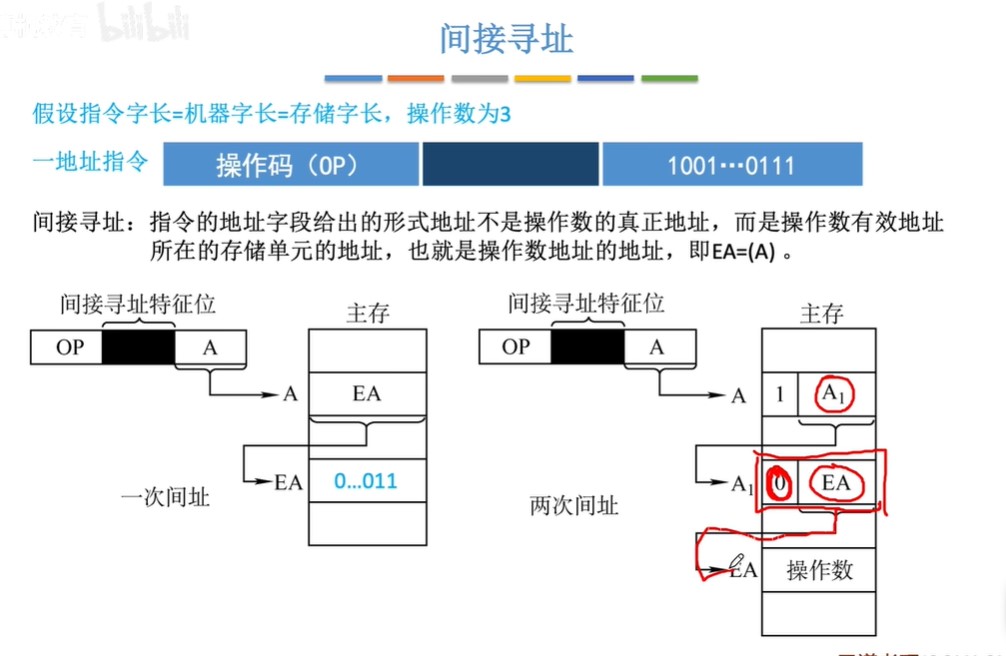 bilibili
间接寻址
假设指令字长=机器字长=存储字长，操作数为3
一地址指令 操作码（OP） 1001…0111
间接寻址：指令的地址字段给出的形式地址不是操作数的真正地址，而是操作数有效地址
所在的存储单元的地址，也就是操作数地址的地址，即EA=(A) 。
间接寻址特征位
主存
OP A
A EA
EA 0…011
一次间址
间接寻址特征位
主存
OP A
A 1 A₁
A₁ 0 EA
两次间址
EA 操作数